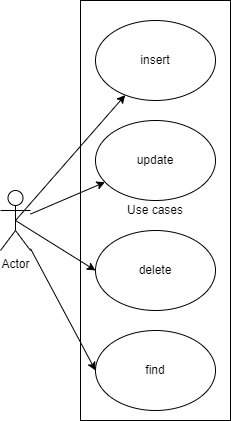 insert
update
Use cases
Actor
delete
find